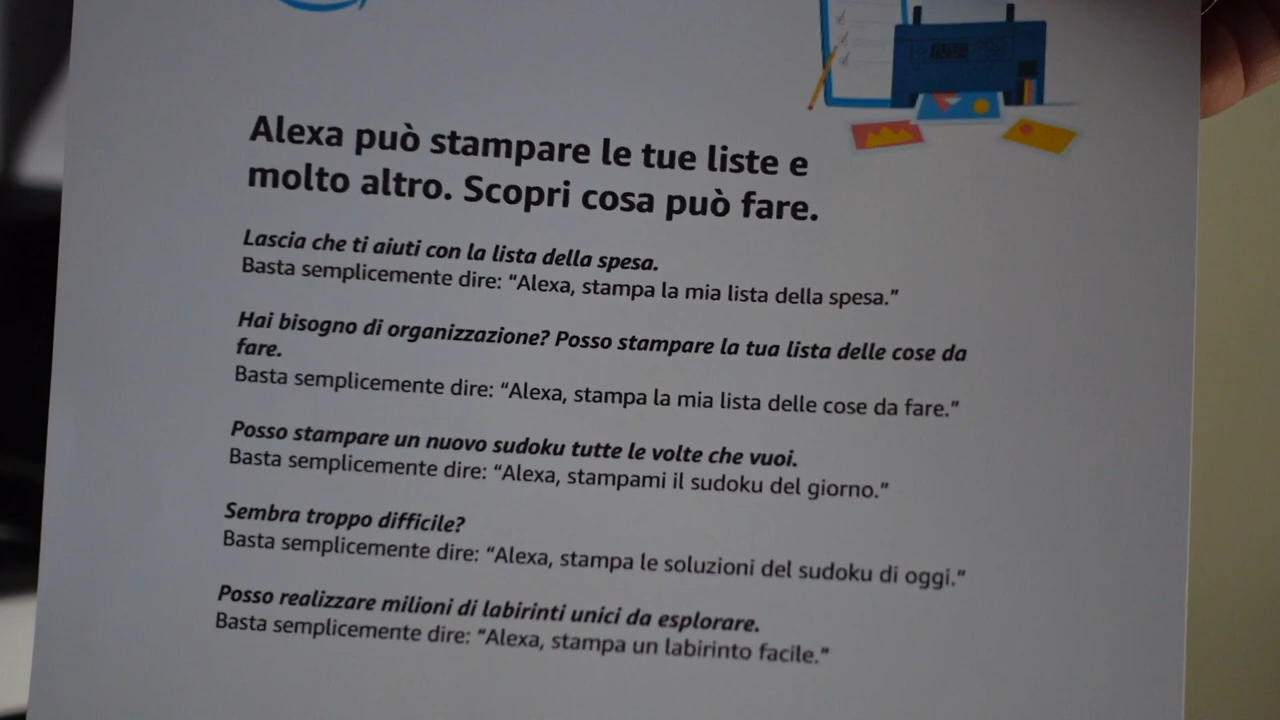 Alexa può stampare le tue liste e
molto altro. Scopri cosa può fare.
Lascia che ti aiuti con la lista della spesa.
Basta semplicemente dire: “Alexa, stampa la mia lista della spesa.”
Hai bisogno di organizzazione? Posso stampare la tua lista delle cose da
fare.
Basta semplicemente dire: “Alexa, stampa la mia lista delle cose da fare.”
Posso stampare un nuovo sudoku tutte le volte che vuoi.
Basta semplicemente dire: “Alexa, stampami il sudoku del giorno.”
Sembra troppo difficile?
Basta semplicemente dire: “Alexa, stampa le soluzioni del sudoku di oggi.”
Posso realizzare milioni di labirinti unici da esplorare.
Basta semplicemente dire: “Alexa, stampa un labirinto facile.”